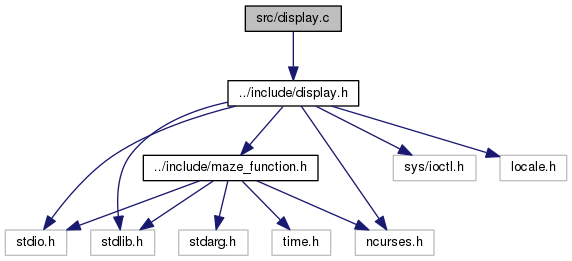 src/display.c
../include/display.h
../include/maze_function.h
sys/ioctl.h
locale.h
stdio.h
stdlib.h
stdarg.h
time.h
ncurses.h